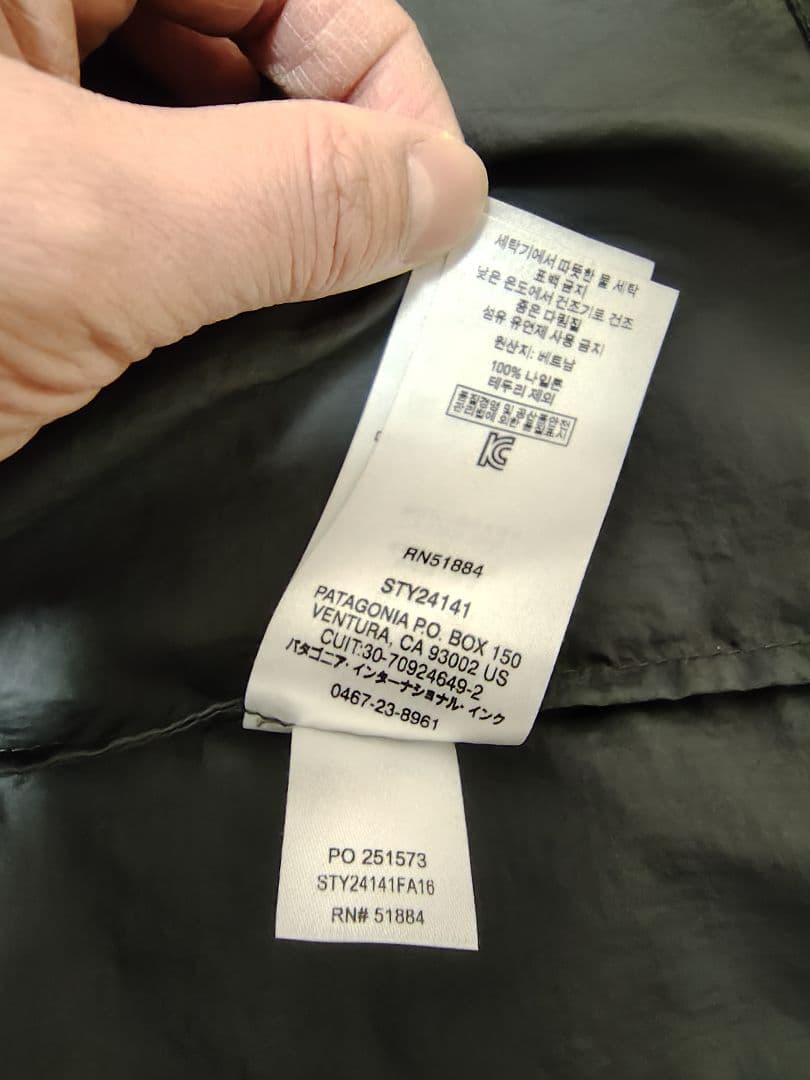 세탁기에서 따뜻한 물 세탁
표백 금지
낮은 온도에서 건조기로 건조
중온 다림질
섬유 유연제 사용 금지
원산지: 베트남
100% 나일론
테두리 제외
RN51884
STY24141
PATAGONIA P.O. BOX 150
VENTURA, CA 93002 US
CUIT:30-70924649-2
パタゴニア・インターナショナル・インク
0467-23-8961
PO 251573
STY24141FA16
RN# 51884